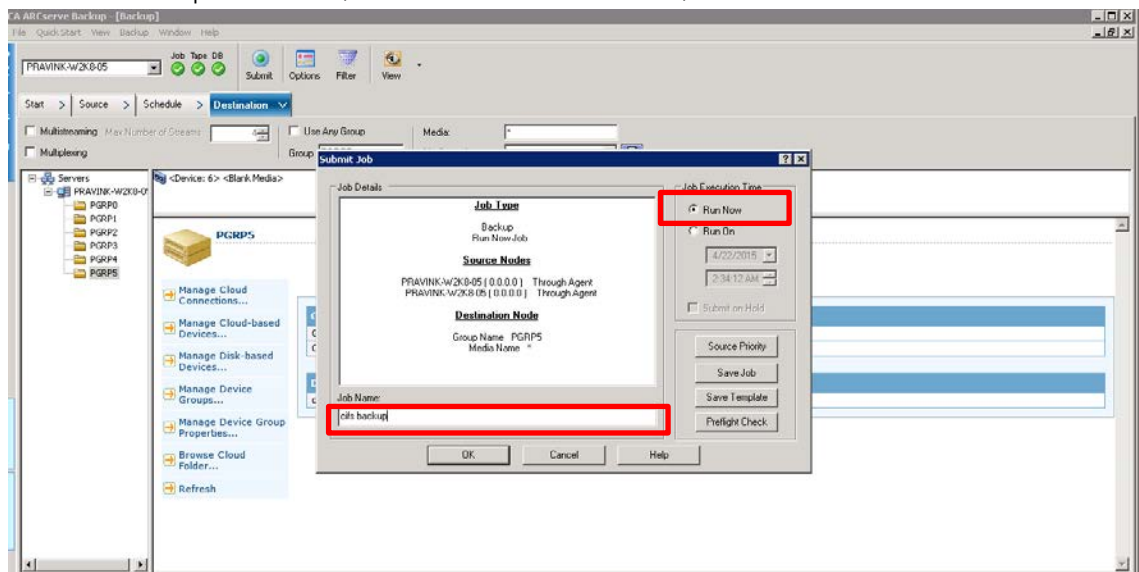 CA ARCserve Backup - [Backup]
File Quick Start View Backup Window Help
PRAVINK-W2K8-05
Job Tape DB
Submit Options Filter View
Start > Source > Schedule > Destination
Multistreaming Max Number of Streams
Use Any Group
Media: *
Multiplexing
Group
Servers
PRAVINK-W2K8-0
PGRP0
PGRP1
PGRP2
PGRP3
PGRP4
PGRP5
<Device: 6> <Blank Media>
PGRP5
Manage Cloud
Connections...
Manage Cloud-based
Devices...
Manage Disk-based
Devices...
Manage Device
Groups...
Manage Device Group
Properties...
Browse Cloud
Folder...
Refresh
Submit Job
Job Details
Job Type
Backup
Run Now Job
Source Nodes
PRAVINK-W2K8-05 ( 0.0.0.0 ) Through Agent
PRAVINK-W2K8-05 ( 0.0.0.0 ) Through Agent
Destination Node
Group Name PGRP5
Media Name *
Job Name:
cifs backup
OK Cancel Help
Job Execution Time
Run Now
Run On
4/22/2015
2:34:12 AM
Submit on Hold
Source Priority
Save Job
Save Template
Preflight Check